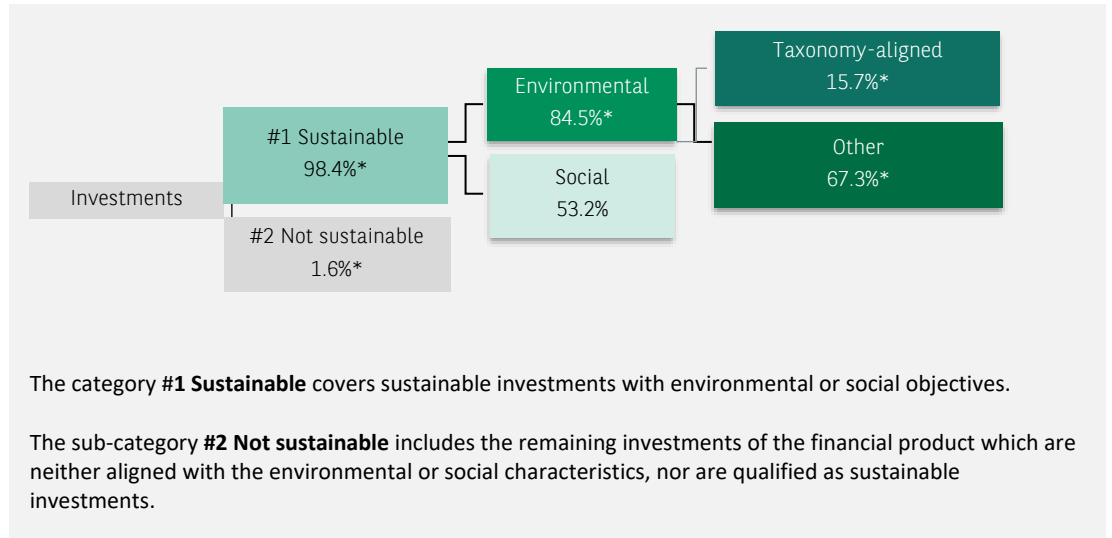 Taxonomy-aligned
15.7%*
Environmental
84.5%*
#1 Sustainable
98.4%*
Other
67.3%*
Social
53.2%
Investments
#2 Not sustainable
1.6%*
The category #1 Sustainable covers sustainable investments with environmental or social objectives.
The sub-category #2 Not sustainable includes the remaining investments of the financial product which are
neither aligned with the environmental or social characteristics, nor are qualified as sustainable
investments.